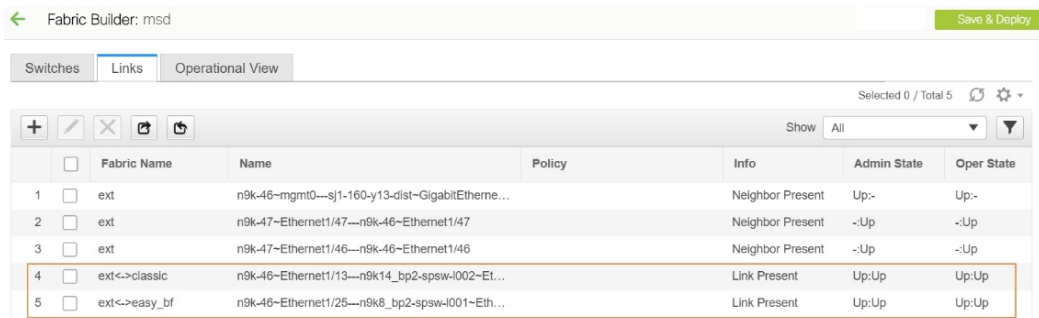 Fabric Builder: msd
Save & Deploy
Switches Links Operational View
Selected 0 / Total 5
Show All
Fabric Name Name Policy Info Admin State Oper State
1 ext n9k-46~mgmt0---sj1-160-y13-dist~GigabitEtherne... Neighbor Present Up:- Up:-
2 ext n9k-47~Ethernet1/47---n9k-46~Ethernet1/47 Neighbor Present -:Up -:Up
3 ext n9k-47~Ethernet1/46---n9k-46~Ethernet1/46 Neighbor Present -:Up -:Up
4 ext<->classic n9k-46~Ethernet1/13---n9k14_bp2-spsw-l002~Et... Link Present Up:Up Up:Up
5 ext<->easy_bf n9k-46~Ethernet1/25---n9k8_bp2-spsw-l001~Eth... Link Present Up:Up Up:Up